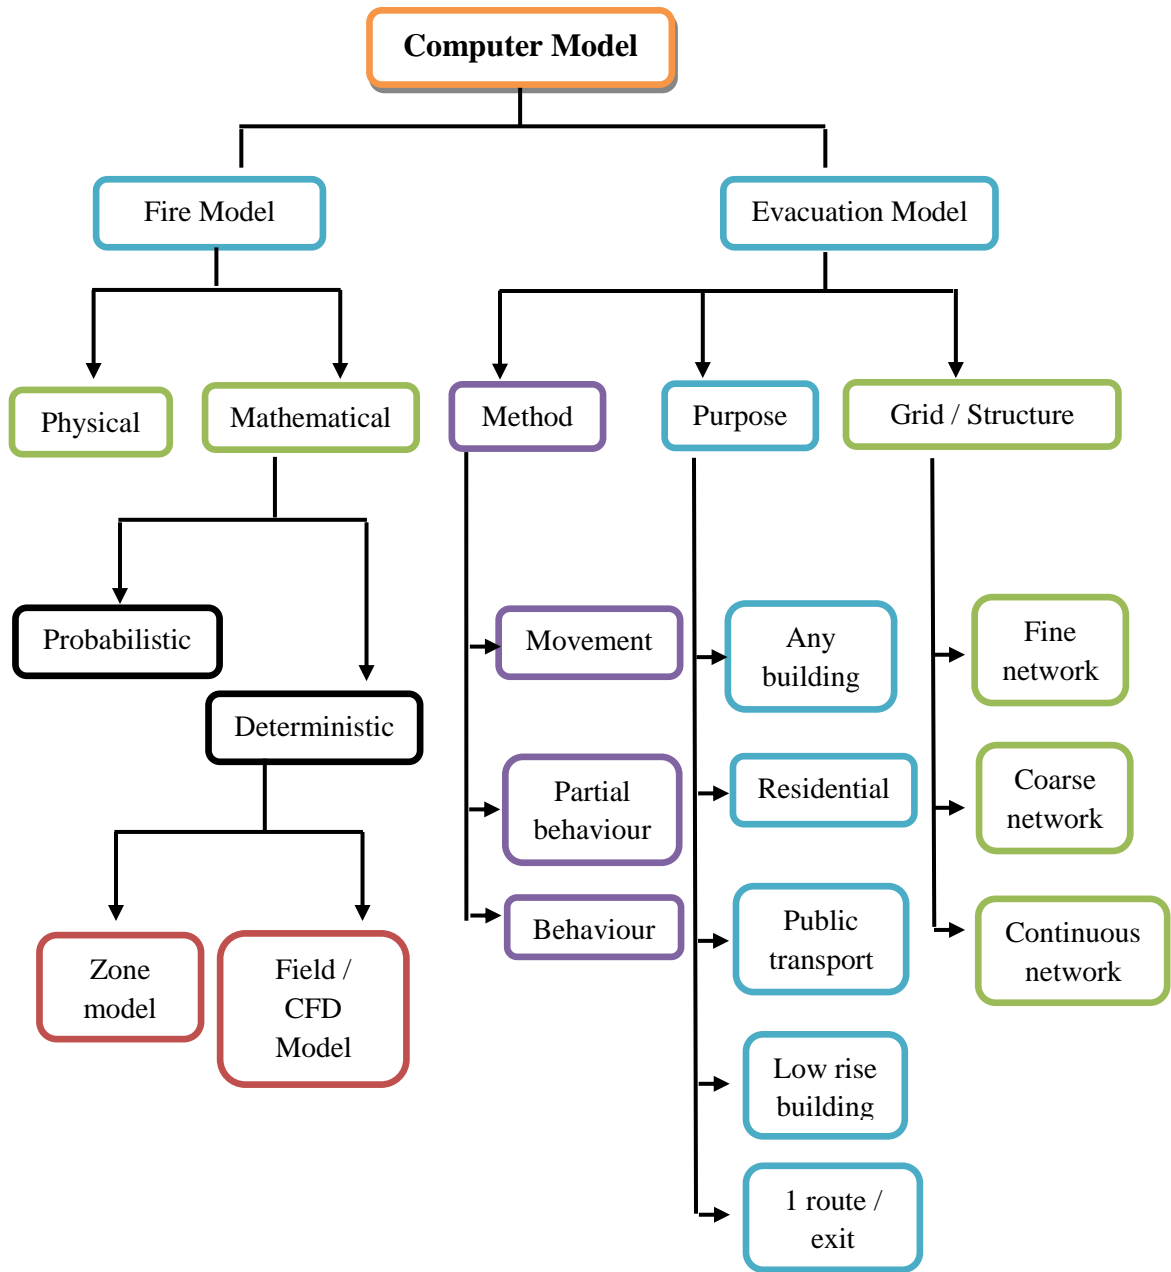 Computer Model
Fire Model
Evacuation Model
Physical
Mathematical
Method
Purpose
Grid / Structure
Probabilistic
Deterministic
Zone
model
Field /
CFD
Model
Movement
Partial
behaviour
Behaviour
Any
building
Residential
Public
transport
Low rise
building
1 route /
exit
Fine
network
Coarse
network
Continuous
network